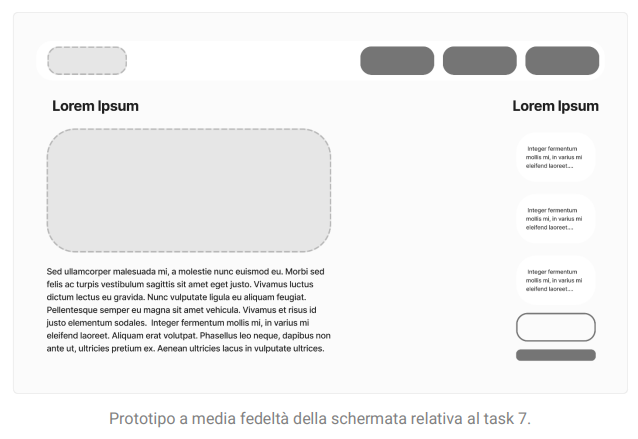 Lorem Ipsum
Sed ullamcorper malesuada mi, a molestie nunc euismod eu. Morbi sed
felis ac turpis vestibulum sagittis sit amet eget justo. Vivamus luctus
dictum lectus eu gravida. Nunc vulputate ligula eu aliquam feugiat.
Pellentesque semper eu magna sit amet vehicula. Vivamus et risus id
justo elementum sodales. Integer fermentum mollis mi, in varius mi
eleifend laoreet. Aliquam erat volutpat. Phasellus leo neque, dapibus non
ante ut, ultricies pretium ex. Aenean ultricies lacus in vulputate ultrices.
Lorem Ipsum
Integer fermentum
mollis mi, in varius mi
eleifend laoreet....
Integer fermentum
mollis mi, in varius mi
eleifend laoreet....
Integer fermentum
mollis mi, in varius mi
eleifend laoreet....
Prototipo a media fedeltà della schermata relativa al task 7.